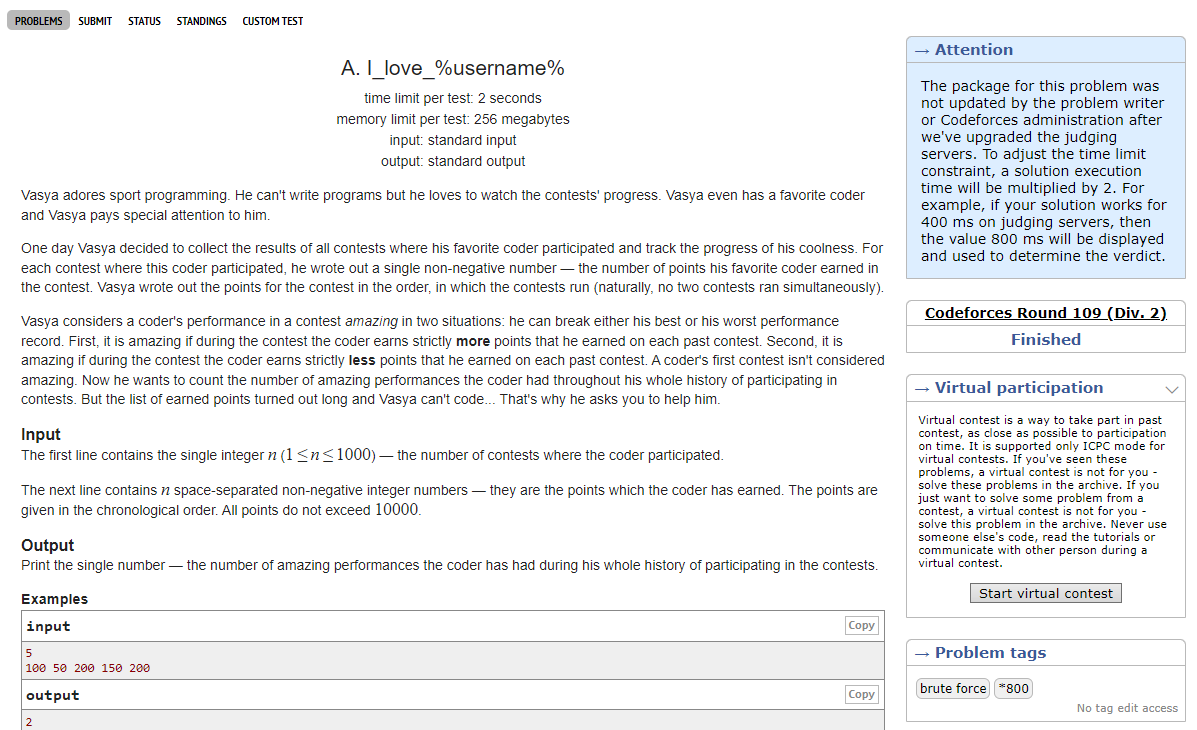 PROBLEMS SUBMIT STATUS STANDINGS CUSTOM TEST
A. I_love_%username%
time limit per test: 2 seconds
memory limit per test: 256 megabytes
input: standard input
output: standard output
Vasya adores sport programming. He can't write programs but he loves to watch the contests' progress. Vasya even has a favorite coder
and Vasya pays special attention to him.
One day Vasya decided to collect the results of all contests where his favorite coder participated and track the progress of his coolness. For
each contest where this coder participated, he wrote out a single non-negative number — the number of points his favorite coder earned in
the contest. Vasya wrote out the points for the contest in the order, in which the contests run (naturally, no two contests ran simultaneously).
Vasya considers a coder's performance in a contest amazing in two situations: he can break either his best or his worst performance
record. First, it is amazing if during the contest the coder earns strictly more points that he earned on each past contest. Second, it is
amazing if during the contest the coder earns strictly less points that he earned on each past contest. A coder's first contest isn't considered
amazing. Now he wants to count the number of amazing performances the coder had throughout his whole history of participating in
contests. But the list of earned points turned out long and Vasya can't code... That's why he asks you to help him.
Input
The first line contains the single integer n (1 ≤ n ≤ 1000) — the number of contests where the coder participated.
The next line contains n space-separated non-negative integer numbers — they are the points which the coder has earned. The points are
given in the chronological order. All points do not exceed 10000.
Output
Print the single number — the number of amazing performances the coder has had during his whole history of participating in the contests.
Examples
input Copy
5
100 50 200 150 200
output Copy
2
→ Attention
The package for this problem was
not updated by the problem writer
or Codeforces administration after
we've upgraded the judging
servers. To adjust the time limit
constraint, a solution execution
time will be multiplied by 2. For
example, if your solution works for
400 ms on judging servers, then
the value 800 ms will be displayed
and used to determine the verdict.
Codeforces Round 109 (Div. 2)
Finished
→ Virtual participation
Virtual contest is a way to take part in past
contest, as close as possible to participation
on time. It is supported only ICPC mode for
virtual contests. If you've seen these
problems, a virtual contest is not for you -
solve these problems in the archive. If you
just want to solve some problem from a
contest, a virtual contest is not for you -
solve this problem in the archive. Never use
someone else's code, read the tutorials or
communicate with other person during a
virtual contest.
Start virtual contest
→ Problem tags
brute force *800
No tag edit access